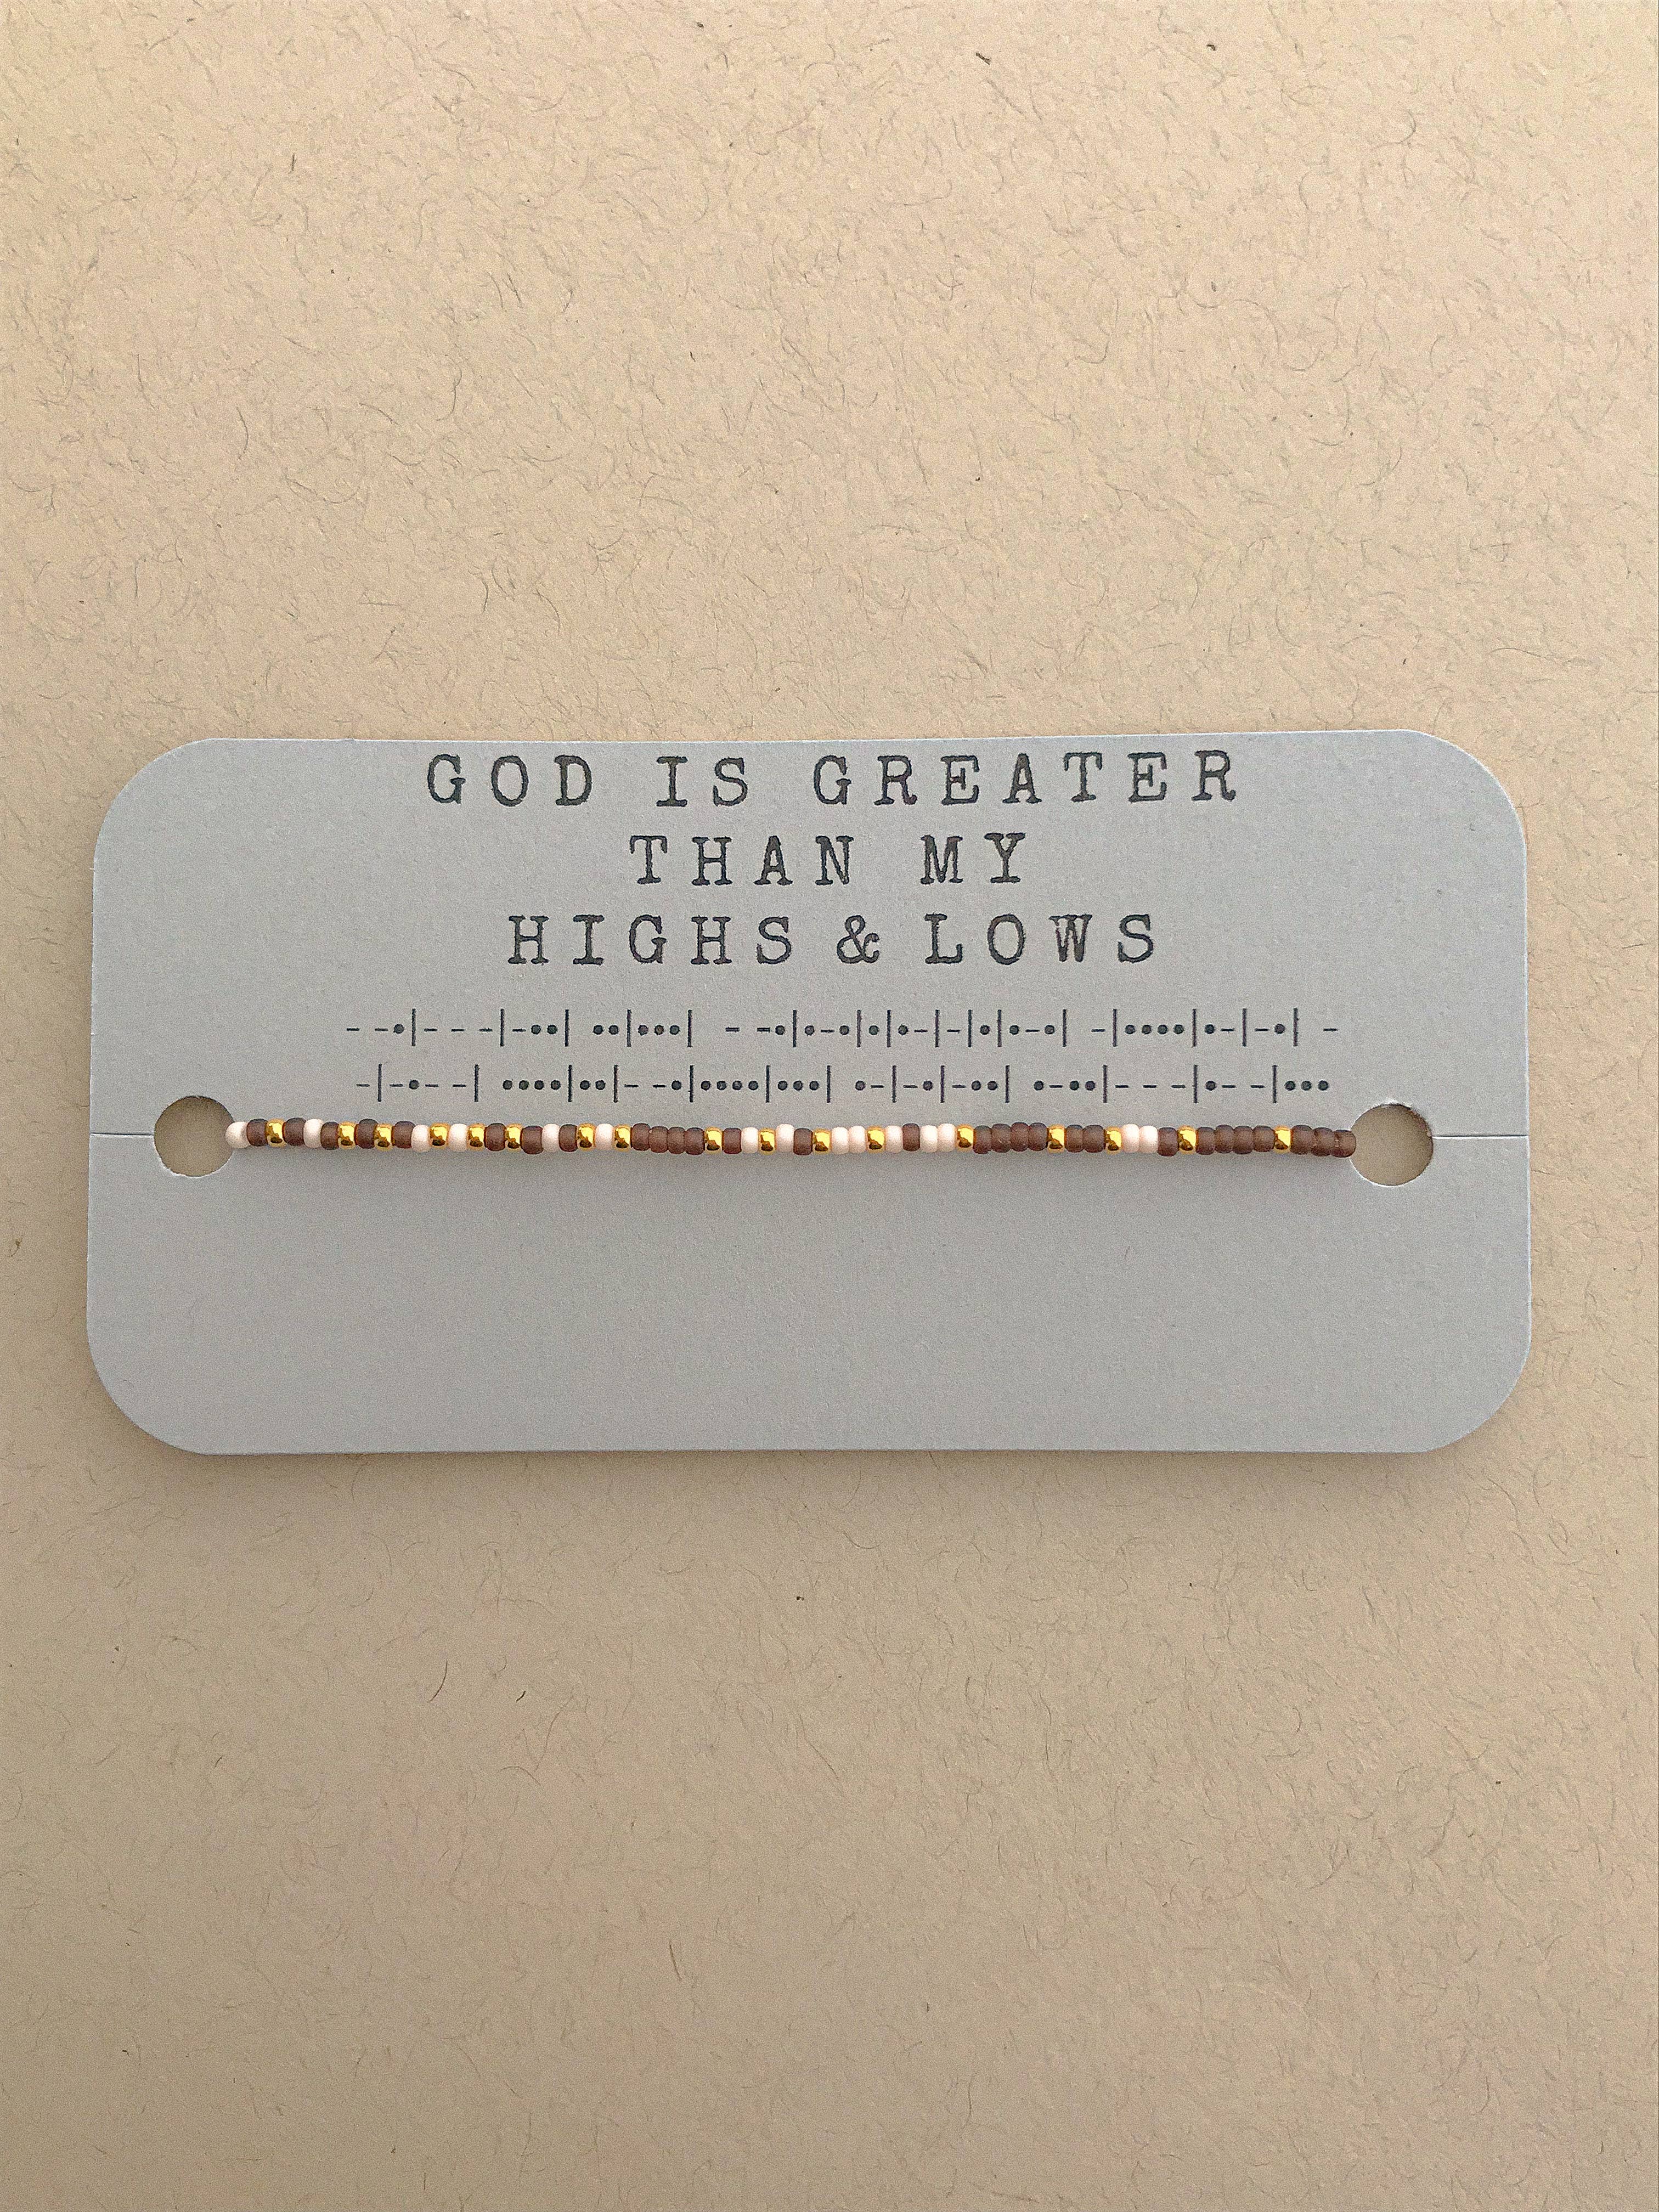 GOD IS GREATER
THAN MY
HIGHS & LOWS
--•|---|-••| ••|•••| --•|•-•|•|•-|-|•|•-•| -|••••|•-|-•| -
-|-•--| ••••|••|--•|••••|•••| •-|-•|-••| •-••|---|•--|•••